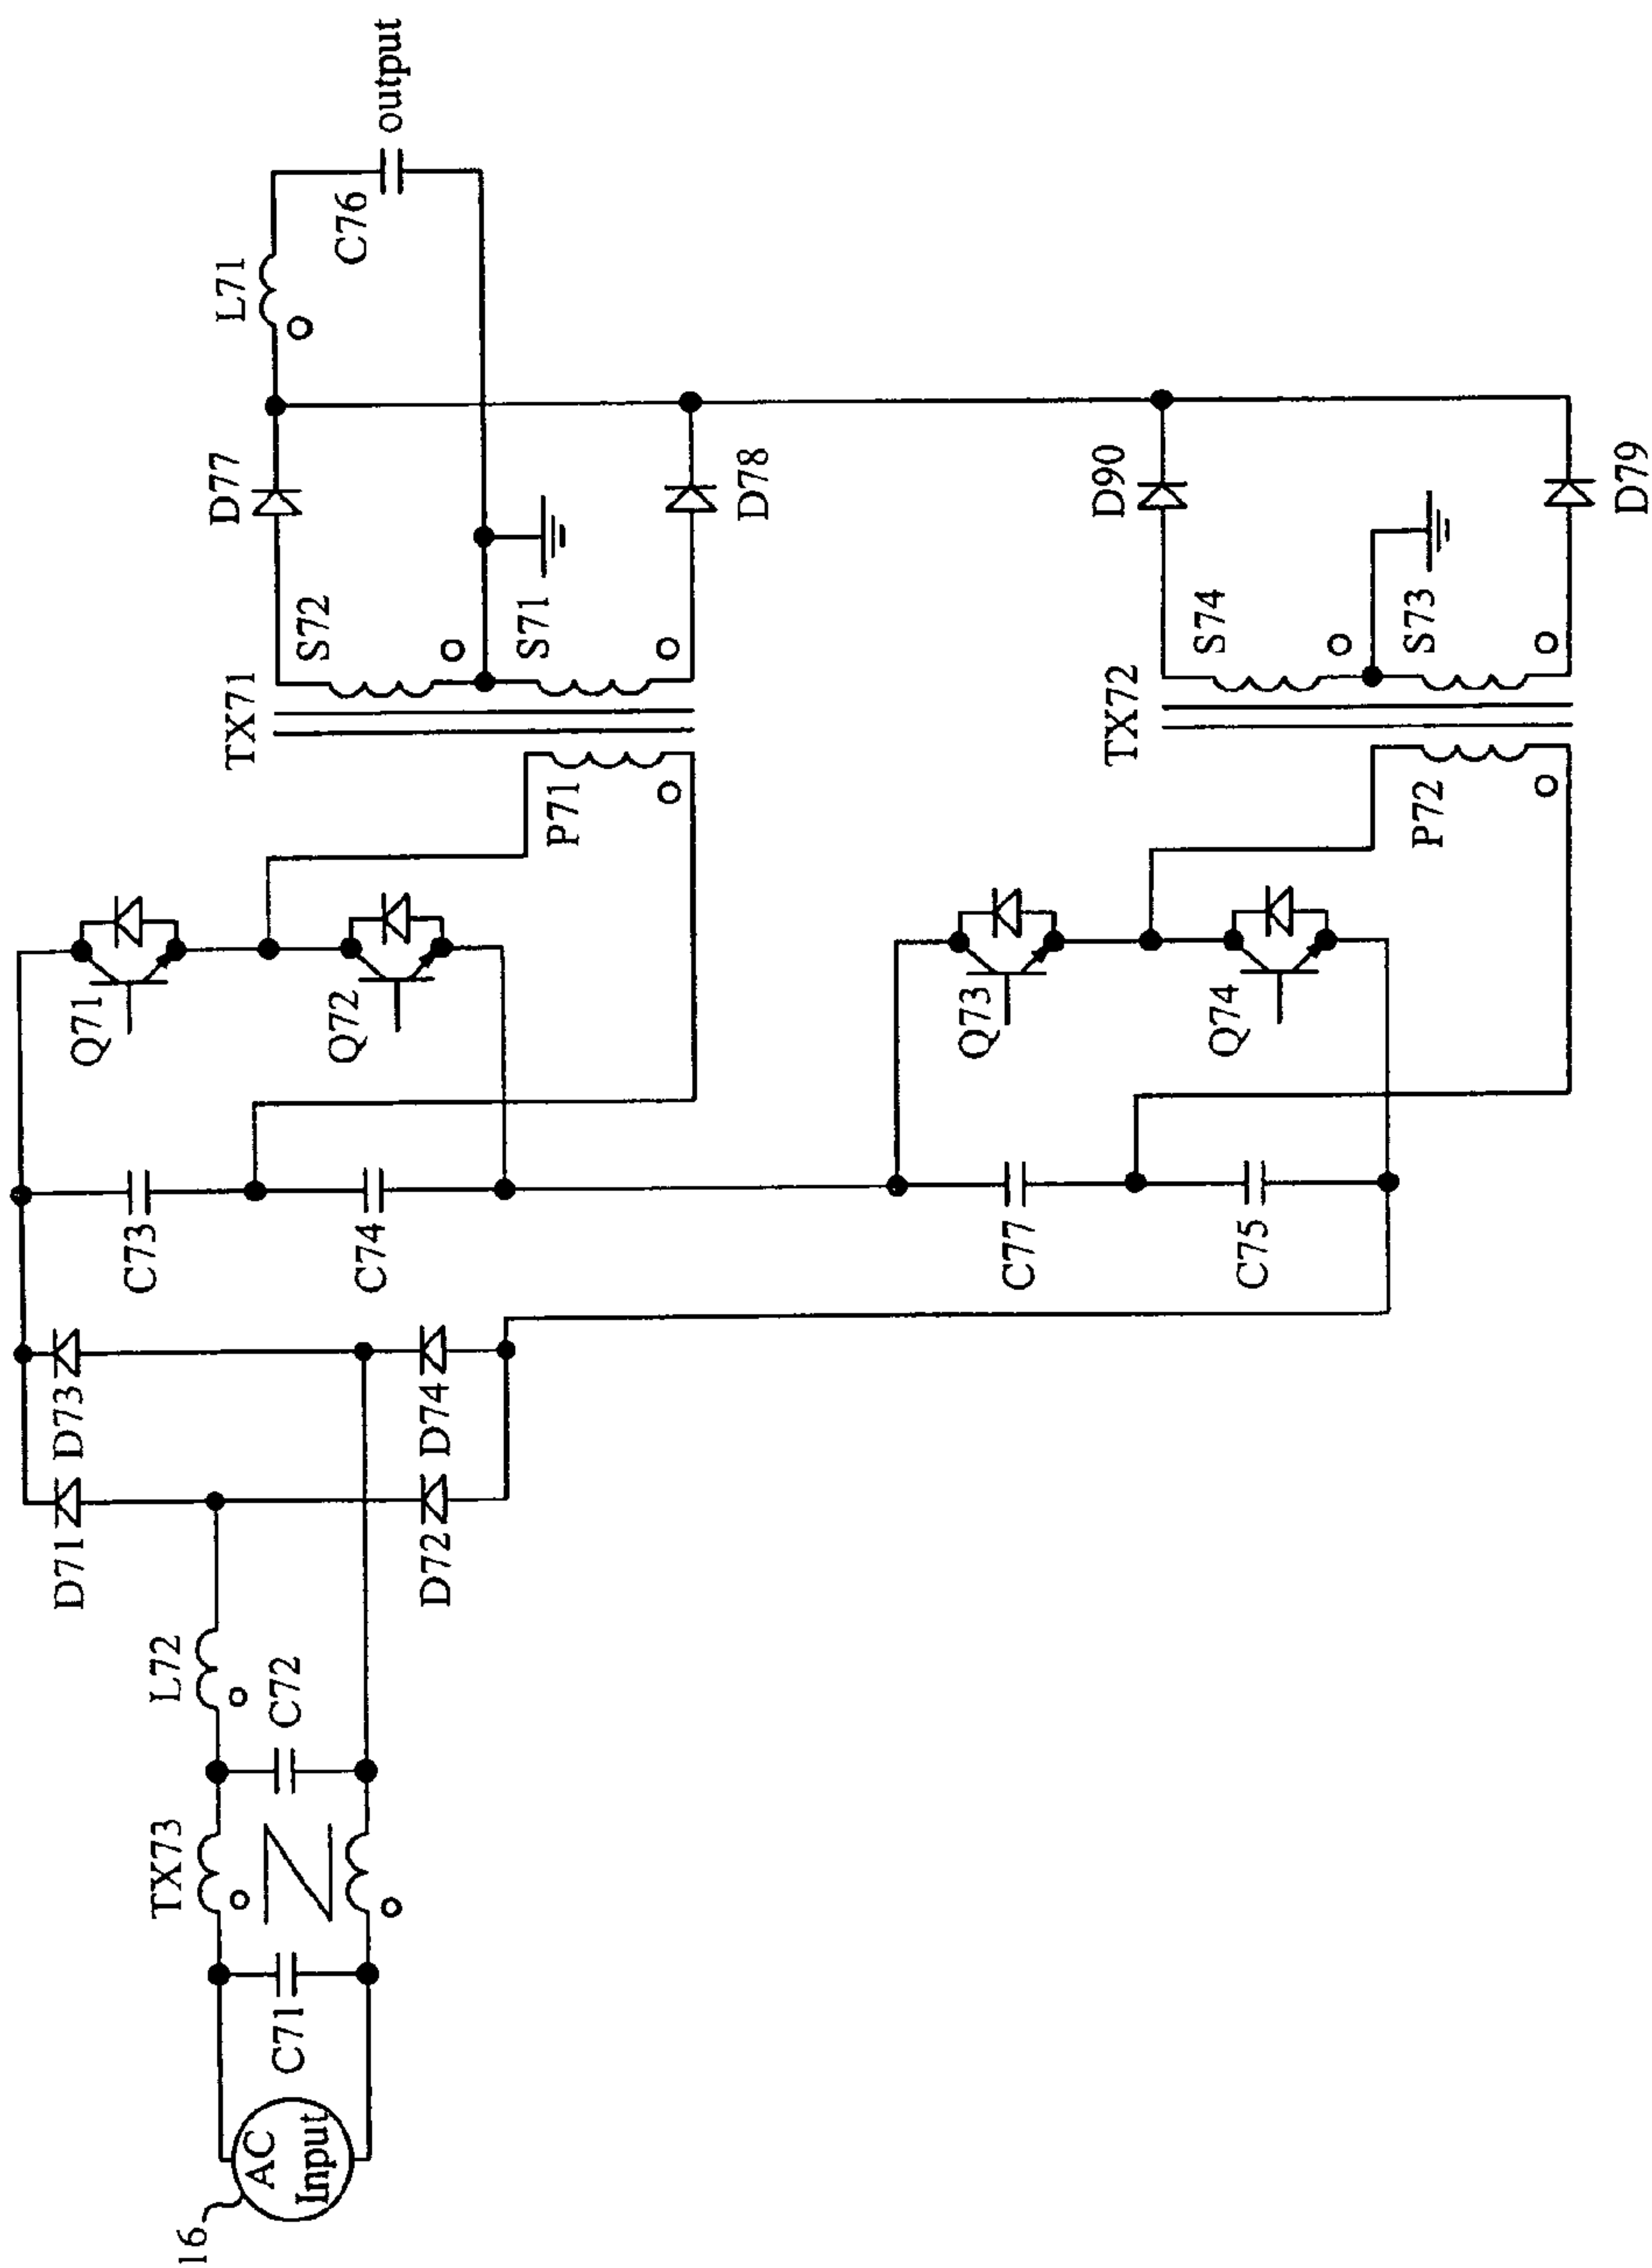 16
AC
Input
C71
TX73
C72
L72
D71
D73
D72
D74
C73
C74
C77
C75
Q71
Q72
Q73
Q74
P71
P72
TX71
TX72
S72
S71
S74
S73
D77
D78
D90
D79
L71
C76
output